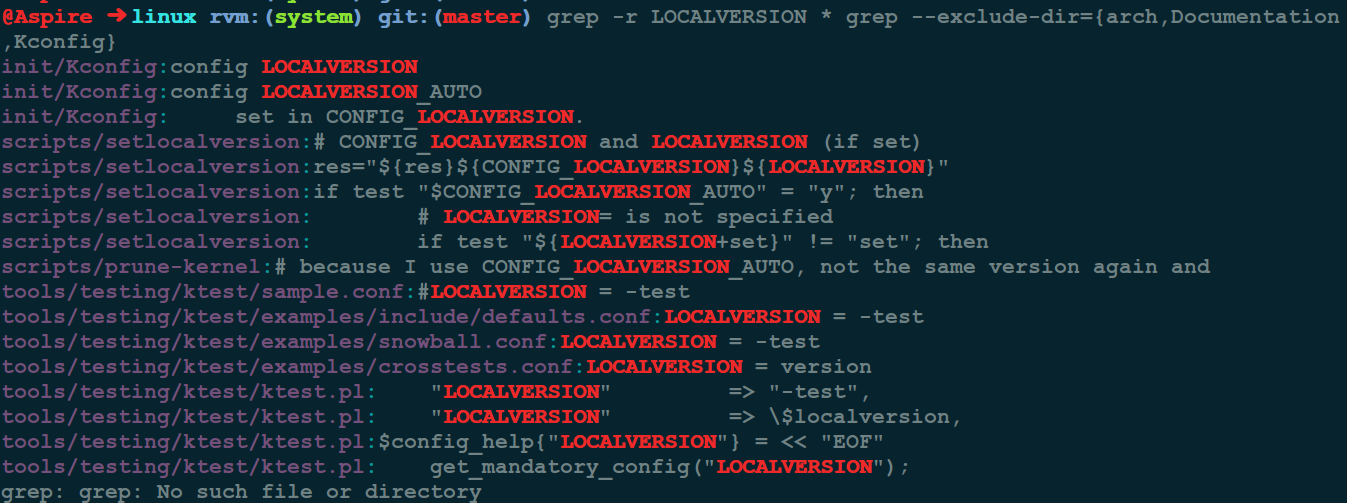 @Aspire ➜ linux rvm:(system) git:(master) grep -r LOCALVERSION * grep --exclude-dir={arch,Documentation
,Kconfig}
init/Kconfig:config LOCALVERSION
init/Kconfig:config LOCALVERSION_AUTO
init/Kconfig:     set in CONFIG_LOCALVERSION.
scripts/setlocalversion:# CONFIG_LOCALVERSION and LOCALVERSION (if set)
scripts/setlocalversion:res="${res}${CONFIG_LOCALVERSION}${LOCALVERSION}"
scripts/setlocalversion:if test "$CONFIG_LOCALVERSION_AUTO" = "y"; then
scripts/setlocalversion:        # LOCALVERSION= is not specified
scripts/setlocalversion:        if test "${LOCALVERSION+set}" != "set"; then
scripts/prune-kernel:# because I use CONFIG_LOCALVERSION_AUTO, not the same version again and
tools/testing/ktest/sample.conf:#LOCALVERSION = -test
tools/testing/ktest/examples/include/defaults.conf:LOCALVERSION = -test
tools/testing/ktest/examples/snowball.conf:LOCALVERSION = -test
tools/testing/ktest/examples/crosstests.conf:LOCALVERSION = version
tools/testing/ktest/ktest.pl:    "LOCALVERSION"         => "-test",
tools/testing/ktest/ktest.pl:    "LOCALVERSION"         => \$localversion,
tools/testing/ktest/ktest.pl:$config_help{"LOCALVERSION"} = << "EOF"
tools/testing/ktest/ktest.pl:    get_mandatory_config("LOCALVERSION");
grep: grep: No such file or directory